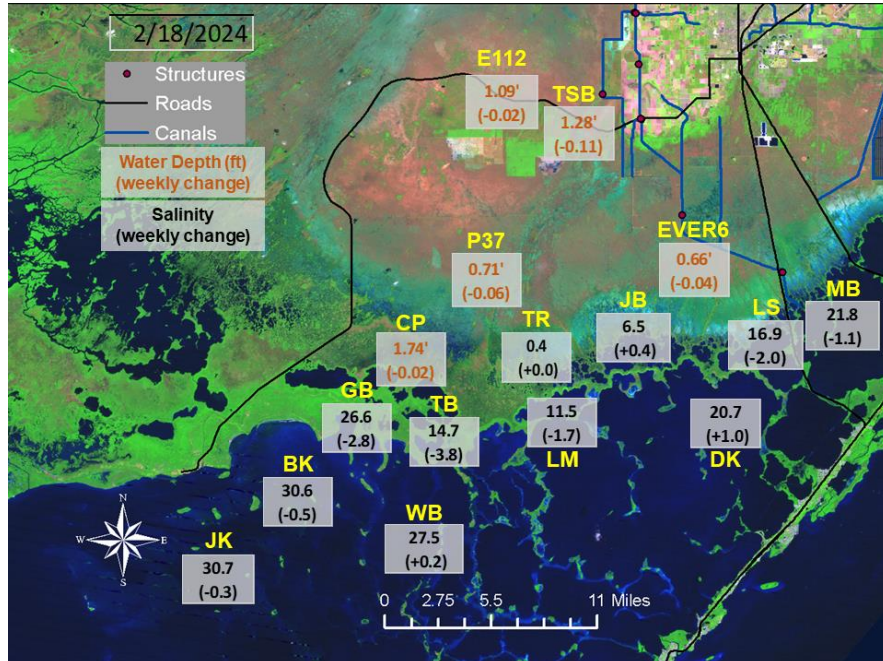 2/18/2024
Structures
Roads
Canals
Water Depth (ft)
(weekly change)
Salinity
(weekly change)
E112
1.09'
(-0.02)
TSB
1.28'
(-0.11)
P37
0.71'
(-0.06)
EVER6
0.66'
(-0.04)
CP
1.74'
(-0.02)
TR
0.4
(+0.0)
JB
6.5
(+0.4)
LS
16.9
(-2.0)
MB
21.8
(-1.1)
GB
26.6
(-2.8)
TB
14.7
(-3.8)
11.5
(-1.7)
LM
20.7
(+1.0)
DK
BK
30.6
(-0.5)
WB
27.5
(+0.2)
JK
30.7
(-0.3)
N
W E
S
0 2.75 5.5 11 Miles